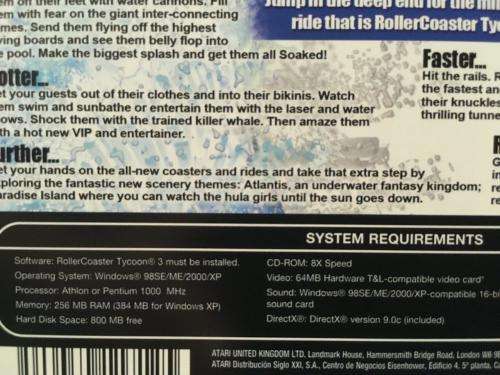 em on their feet with water cannons. Fill
em with fear on the giant inter-connecting
mes. Send them flying off the highest
ving boards and see them belly flop into
e pool. Make the biggest splash and get them all Soaked!
otter...
et your guests out of their clothes and into their bikinis. Watch
em swim and sunbathe or entertain them with the laser and water
ows. Shock them with the trained killer whale. Then amaze them
th a hot new VIP and entertainer.
urther...
et your hands on the all-new coasters and rides and take that extra step by
xploring the fantastic new scenery themes: Atlantis, an underwater fantasy kingdom;
aradise Island where you can watch the hula girls until the sun goes down.
Jump in the deep end for the
ride that is RollerCoaster Tyc
Faster...
Hit the rails. R
the fastest an
their knuckles
thrilling tunne
SYSTEM REQUIREMENTS
Software: RollerCoaster Tycoon® 3 must be installed.
Operating System: Windows® 98SE/ME/2000/XP
Processor: Athlon or Pentium 1000 MHz
Memory: 256 MB RAM (384 MB for Windows XP)
Hard Disk Space: 800 MB free
CD-ROM: 8X Speed
Video: 64MB Hardware T&L-compatible video card*
Sound: Windows® 98SE/ME/2000/XP-compatible 16-bi
sound card
DirectX®: DirectX® version 9.0c (included)
ATARI UNITED KINGDOM LTD. Landmark House, Hammersmith Bridge Road, London W6 9
ATARI Distribución Siglo XXI, S.A., Centro de Negocios Eisenhower, Edificio 4, 5ª planta, C